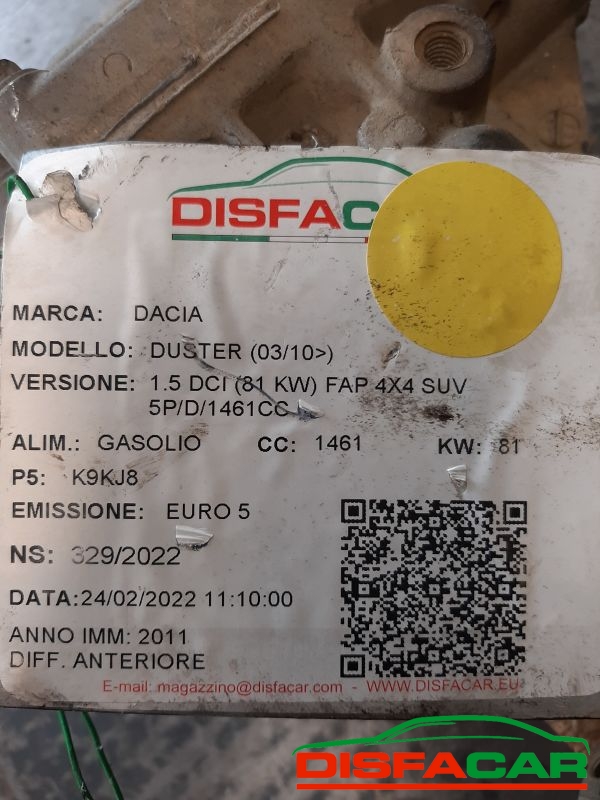 DISFACA
MARCA: DACIA
MODELLO: DUSTER (03/10>)
VERSIONE: 1.5 DCI (81 KW) FAP 4X4 SUV
5P/D/1461CC
ALIM.: GASOLIO CC: 1461 KW: 81
P5: K9KJ8
EMISSIONE: EURO 5
NS: 329/2022
DATA:24/02/2022 11:10:00
ANNO IMM: 2011
DIFF. ANTERIORE
E-mail: magazzino@disfacar.com - WWW.DISFACAR.EU
DISFACAR